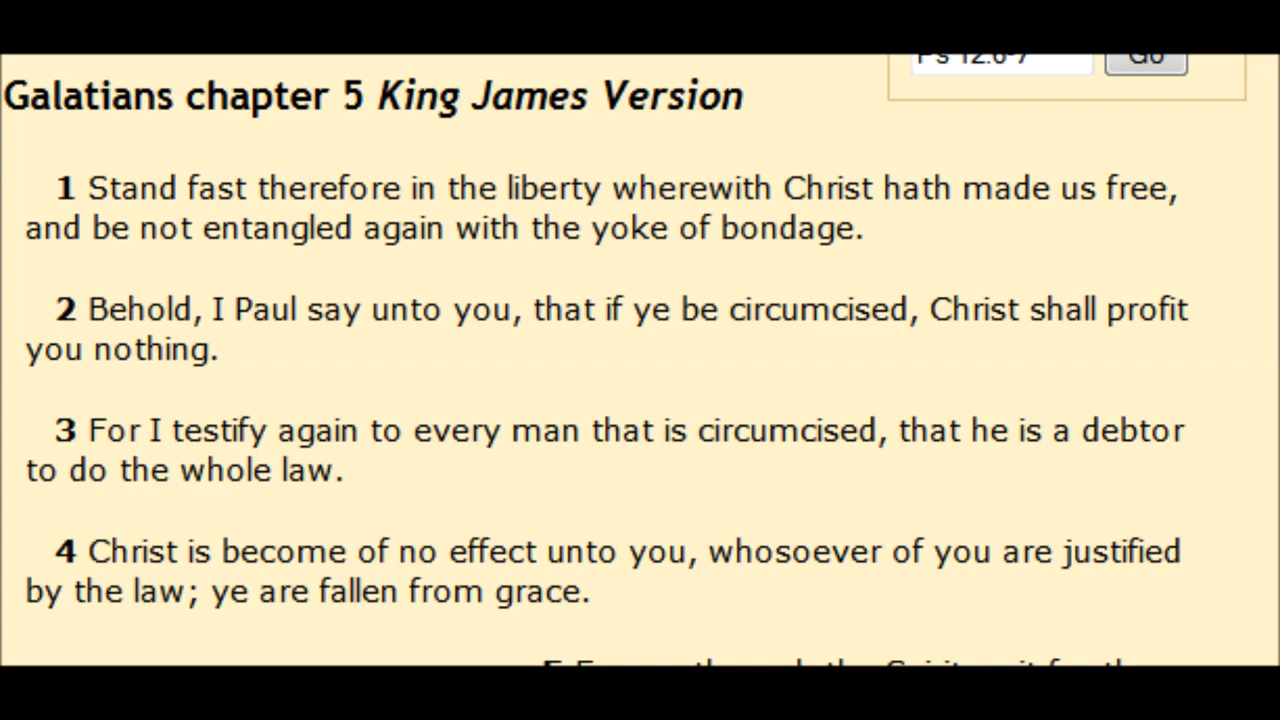 Ps 12:6-7 Go
Galatians chapter 5 King James Version
1 Stand fast therefore in the liberty wherewith Christ hath made us free,
and be not entangled again with the yoke of bondage.
2 Behold, I Paul say unto you, that if ye be circumcised, Christ shall profit
you nothing.
3 For I testify again to every man that is circumcised, that he is a debtor
to do the whole law.
4 Christ is become of no effect unto you, whosoever of you are justified
by the law; ye are fallen from grace.